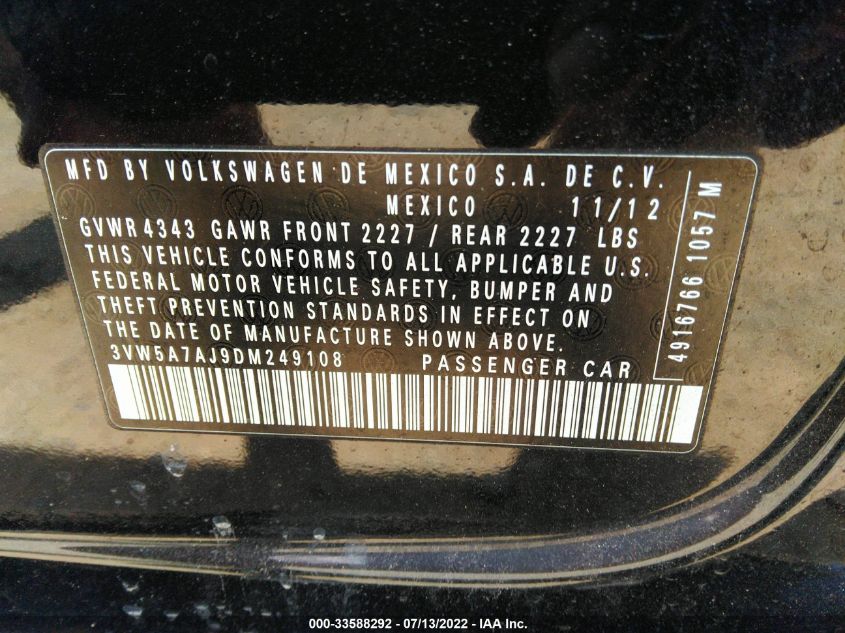 MFD BY VOLKSWAGEN DE MEXICO S.A. DE C.V.
MEXICO 11/12
GVWR 4343 GAWR FRONT 2227 / REAR 2227 LBS
THIS VEHICLE CONFORMS TO ALL APPLICABLE U.S.
FEDERAL MOTOR VEHICLE SAFETY, BUMPER AND
THEFT PREVENTION STANDARDS IN EFFECT ON
THE DATE OF MANUFACTURE SHOWN ABOVE.
3VW5A7AJ9DM249108 PASSENGER CAR
4916766 1057 M
000-33588292 - 07/13/2022 - IAA Inc.